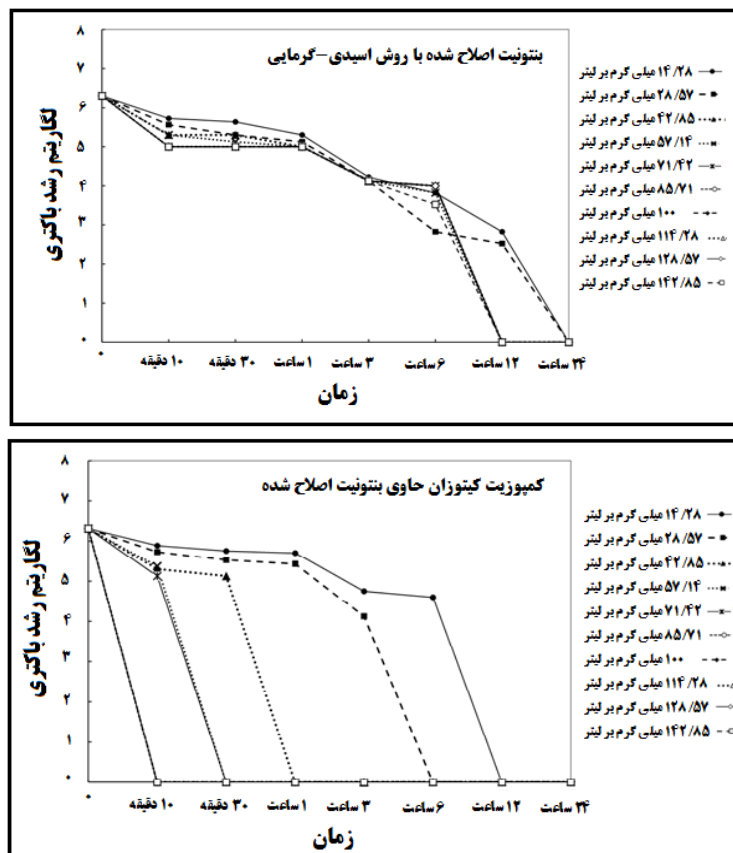 بنتونیت اصلاح شده با روش اسیدی-گرمایی
لگاریتم رشد باکتری
۸
۷
۶
۵
۴
۳
۲
۱
۰
۰
۱۰ دقیقه
۳۰ دقیقه
۱ ساعت
۳ ساعت
۶ ساعت
۱۲ ساعت
۲۴ ساعت
زمان
۱۴/۲۸ میلی گرم بر لیتر
۲۸/۵۷ میلی گرم بر لیتر
۴۲/۸۵ میلی گرم بر لیتر
۵۷/۱۴ میلی گرم بر لیتر
۷۱/۴۲ میلی گرم بر لیتر
۸۵/۷۱ میلی گرم بر لیتر
۱۰۰ میلی گرم بر لیتر
۱۱۴/۲۸ میلی گرم بر لیتر
۱۲۸/۵۷ میلی گرم بر لیتر
۱۴۲/۸۵ میلی گرم بر لیتر
کمپوزیت کیتوزان حاوی بنتونیت اصلاح شده
لگاریتم رشد باکتری
۸
۷
۶
۵
۴
۳
۲
۱
۰
۰
۱۰ دقیقه
۳۰ دقیقه
۱ ساعت
۳ ساعت
۶ ساعت
۱۲ ساعت
۲۴ ساعت
زمان
۱۴/۲۸ میلی گرم بر لیتر
۲۸/۵۷ میلی گرم بر لیتر
۴۲/۸۵ میلی گرم بر لیتر
۵۷/۱۴ میلی گرم بر لیتر
۷۱/۴۲ میلی گرم بر لیتر
۸۵/۷۱ میلی گرم بر لیتر
۱۰۰ میلی گرم بر لیتر
۱۱۴/۲۸ میلی گرم بر لیتر
۱۲۸/۵۷ میلی گرم بر لیتر
۱۴۲/۸۵ میلی گرم بر لیتر